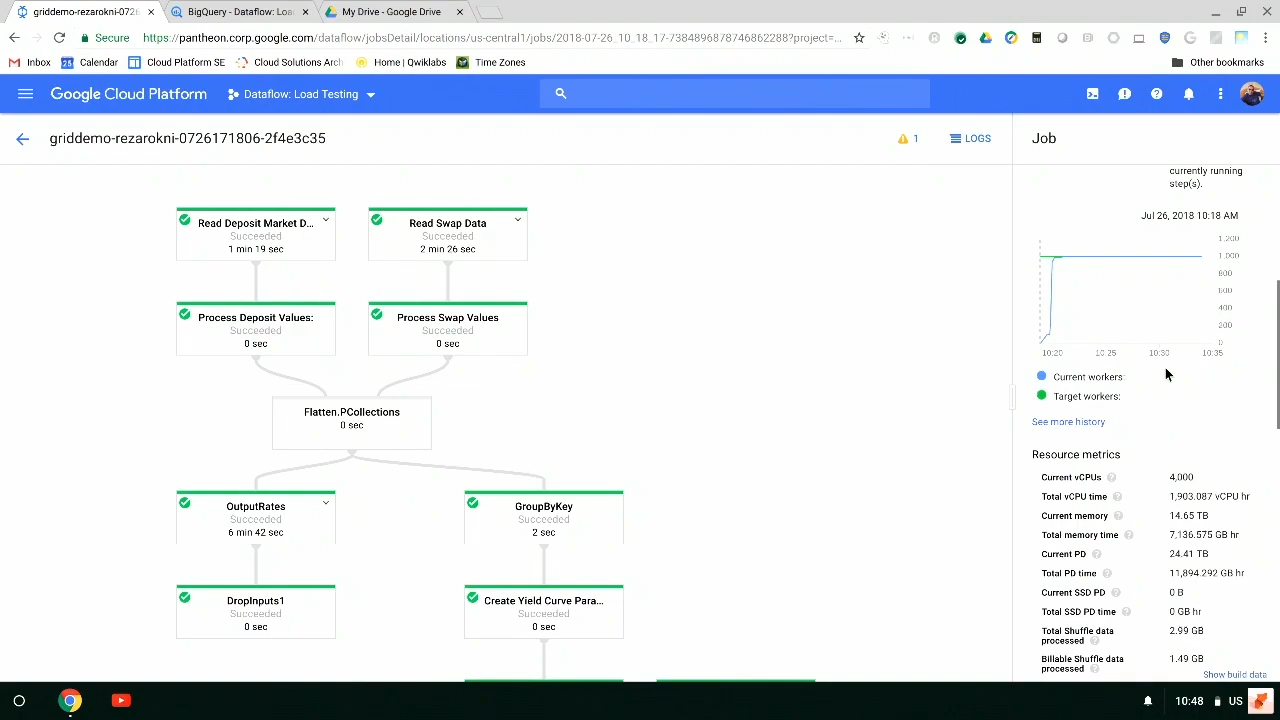 griddemo-rezarokni-0726
BigQuery - Dataflow: Loa
My Drive - Google Drive
Secure
https://pantheon.corp.google.com/dataflow/jobsDetail/locations/us-central1/jobs/2018-07-26_10_18_17-7384896878746862288?project=...
Inbox
Calendar
Cloud Platform SE
Cloud Solutions Arch
Home | Qwiklabs
Time Zones
Other bookmarks
Google Cloud Platform
Dataflow: Load Testing
griddemo-rezarokni-0726171806-2f4e3c35
1
LOGS
Job
Read Deposit Market D...
Succeeded
1 min 19 sec
Read Swap Data
Succeeded
2 min 26 sec
Process Deposit Values:
Succeeded
0 sec
Process Swap Values
Succeeded
0 sec
Flatten.PCollections
0 sec
OutputRates
Succeeded
6 min 42 sec
GroupByKey
Succeeded
2 sec
DropInputs1
Succeeded
0 sec
Create Yield Curve Para...
Succeeded
0 sec
currently running
step(s).
Jul 26, 2018 10:18 AM
1,200
1,000
800
600
400
200
0
10:20 10:25 10:30 10:35
Current workers:
Target workers:
See more history
Resource metrics
Current vCPUs 4,000
Total vCPU time 1,903.087 vCPU hr
Current memory 14.65 TB
Total memory time 7,136.575 GB hr
Current PD 24.41 TB
Total PD time 11,894.292 GB hr
Current SSD PD 0 B
Total SSD PD time 0 GB hr
Total Shuffle data processed 2.99 GB
Billable Shuffle data processed 1.49 GB
Show build data
10:48 US